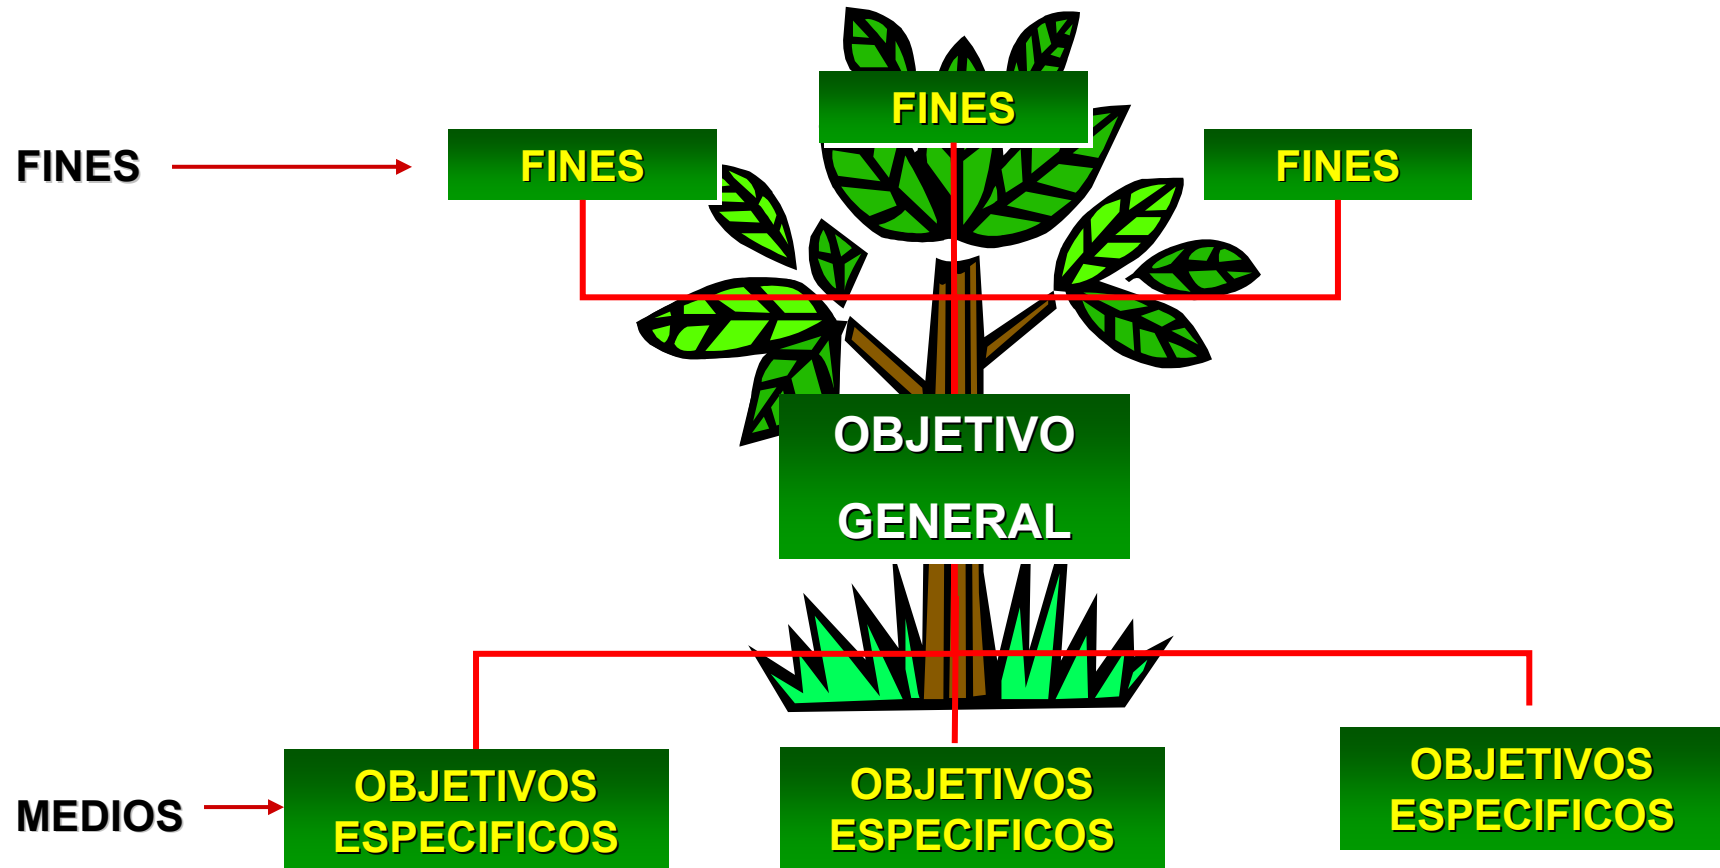 FINES
FINES
FINES
FINES
OBJETIVO
GENERAL
MEDIOS
OBJETIVOS
ESPECIFICOS
OBJETIVOS
ESPECIFICOS
OBJETIVOS
ESPECIFICOS